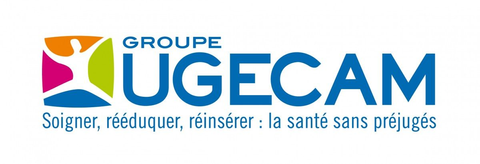 GROUPE
UGECAM
Soigner, rééduquer, réinsérer : la santé sans préjugés